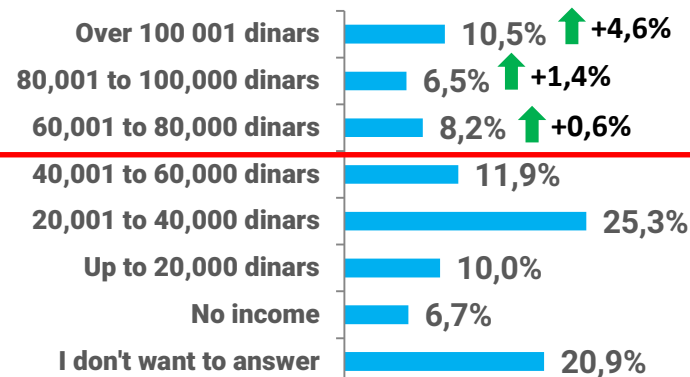 Over 100 001 dinars 10,5% +4,6%
80,001 to 100,000 dinars 6,5% +1,4%
60,001 to 80,000 dinars 8,2% +0,6%
40,001 to 60,000 dinars 11,9%
20,001 to 40,000 dinars 25,3%
Up to 20,000 dinars 10,0%
No income 6,7%
I don't want to answer 20,9%